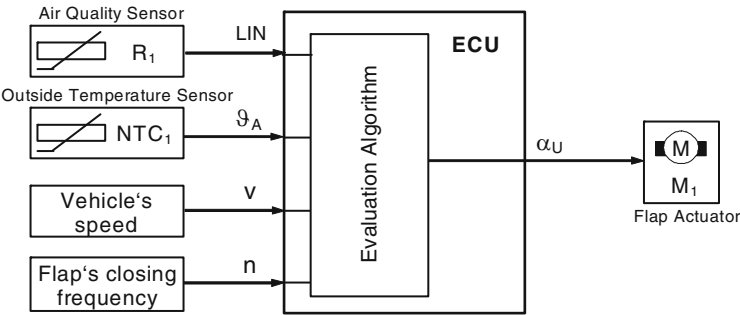 Air Quality Sensor
R1
LIN
ECU
Outside Temperature Sensor
NTC1
ϑA
Evaluation Algorithm
αU
M
M1
Flap Actuator
Vehicle‘s
speed
v
Flap‘s closing
frequency
n